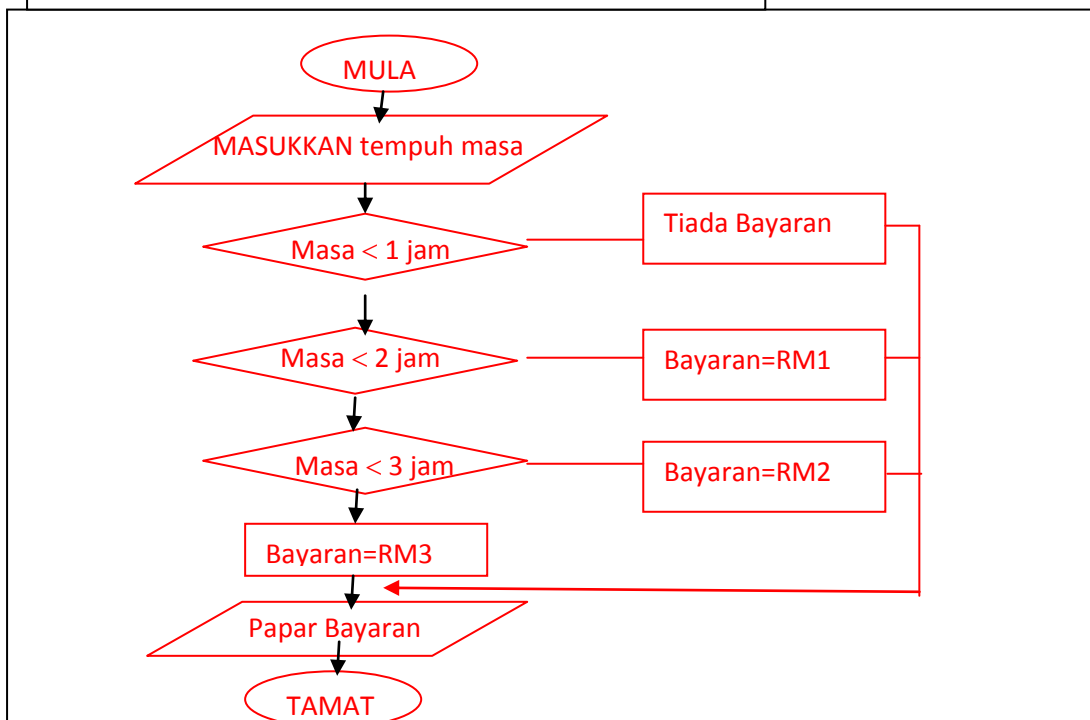 MULA
MASUKKAN tempuh masa
Tiada Bayaran
Masa < 1 jam
Masa < 2 jam
Bayaran=RM1
Masa < 3 jam
Bayaran=RM2
Bayaran=RM3
Papar Bayaran
TAMAT